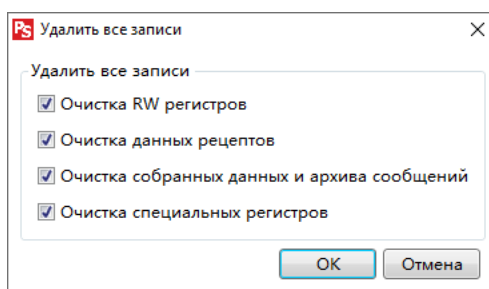 PS Удалить все записи
Удалить все записи
Очистка RW регистров
Очистка данных рецептов
Очистка собранных данных и архива сообщений
Очистка специальных регистров
OK Отмена